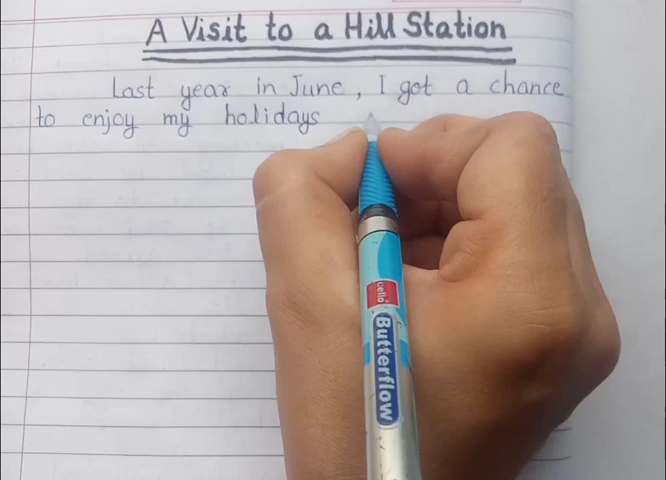 A Visit to a Hill Station
Last year in June, I got a chance
to enjoy my holidays
cello
Butterflow